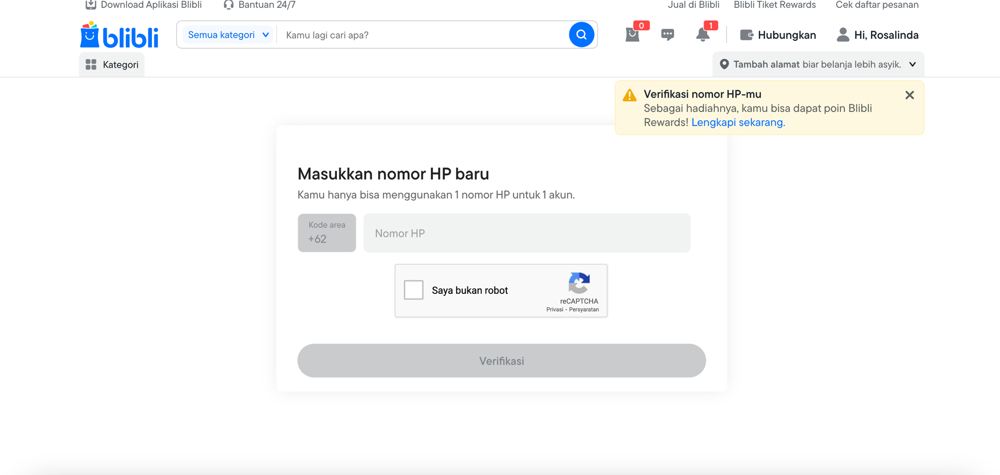 Download Aplikasi Blibli
Bantuan 24/7
Jual di Blibli
Blibli Tiket Rewards
Cek daftar pesanan
blibli
Semua kategori
Kamu lagi cari apa?
0
1
Hubungkan
Hi, Rosalinda
Kategori
Tambah alamat biar belanja lebih asyik.
Verifikasi nomor HP-mu
Sebagai hadiahnya, kamu bisa dapat poin Blibli
Rewards! Lengkapi sekarang.
Masukkan nomor HP baru
Kamu hanya bisa menggunakan 1 nomor HP untuk 1 akun.
Kode area
+62
Nomor HP
Saya bukan robot
reCAPTCHA
Privasi - Persyaratan
Verifikasi